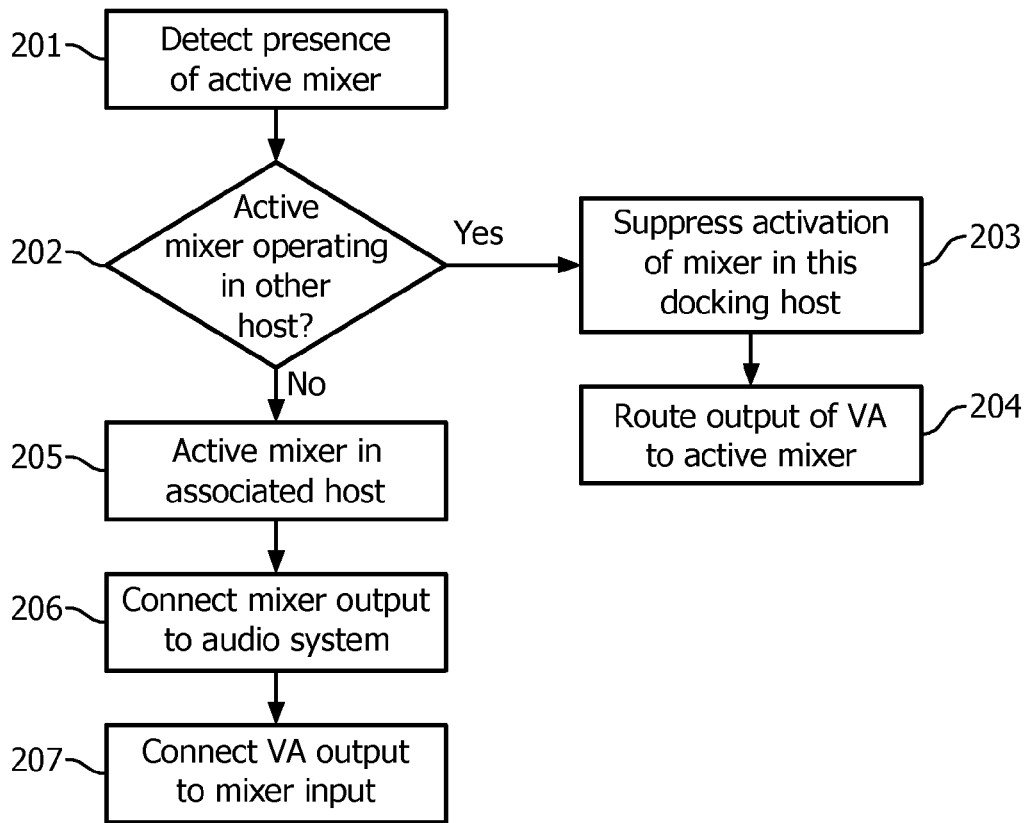 201
Detect presence
of active mixer
202
Active
mixer operating
in other
host?
Yes
Suppress activation
of mixer in this
docking host
203
No
Route output of VA
to active mixer
204
205
Active mixer in
associated host
206
Connect mixer output
to audio system
207
Connect VA output
to mixer input